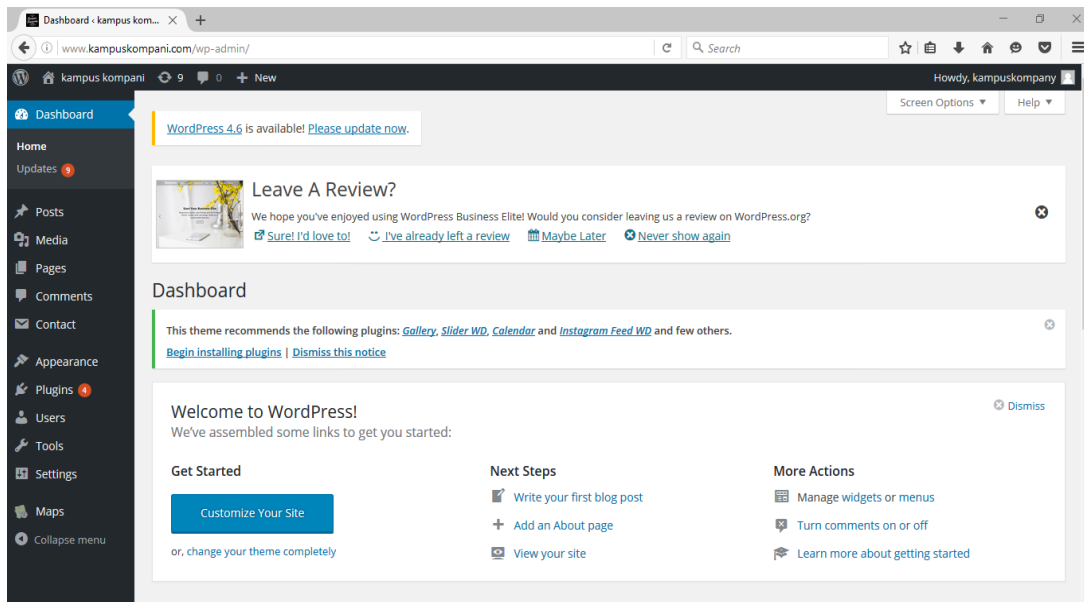 Dashboard ‹ kampus kom...
www.kampuskompani.com/wp-admin/
Search
kampus kompani 9 0 + New
Howdy, kampuskompany
Screen Options ▼ Help ▼
Dashboard
Home
Updates 9
Posts
Media
Pages
Comments
Contact
Appearance
Plugins 4
Users
Tools
Settings
Maps
Collapse menu
WordPress 4.6 is available! Please update now.
Leave A Review?
We hope you've enjoyed using WordPress Business Elite! Would you consider leaving us a review on WordPress.org?
Sure! I'd love to! I've already left a review Maybe Later Never show again
Dashboard
This theme recommends the following plugins: Gallery, Slider WD, Calendar and Instagram Feed WD and few others.
Begin installing plugins | Dismiss this notice
Welcome to WordPress!
Dismiss
We've assembled some links to get you started:
Get Started
Customize Your Site
or, change your theme completely
Next Steps
Write your first blog post
Add an About page
View your site
More Actions
Manage widgets or menus
Turn comments on or off
Learn more about getting started